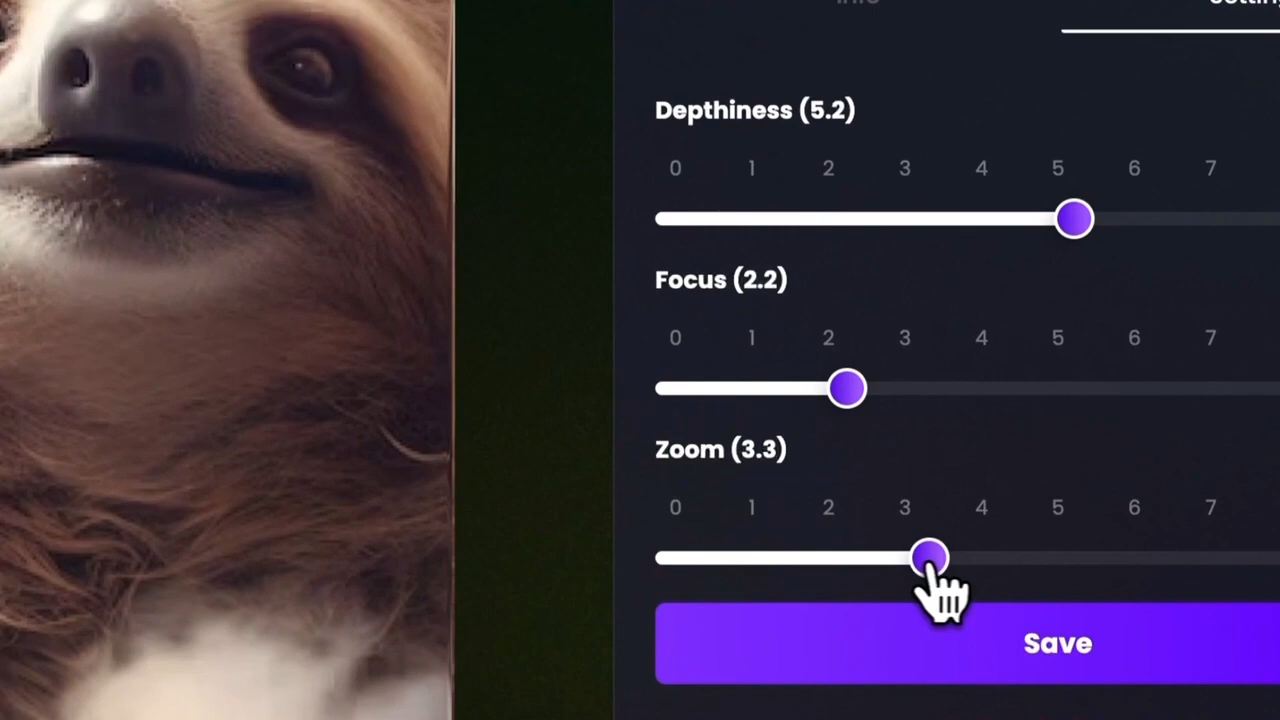 Depthiness (5.2)
0 1 2 3 4 5 6 7
Focus (2.2)
0 1 2 3 4 5 6 7
Zoom (3.3)
0 1 2 3 4 5 6 7
Save